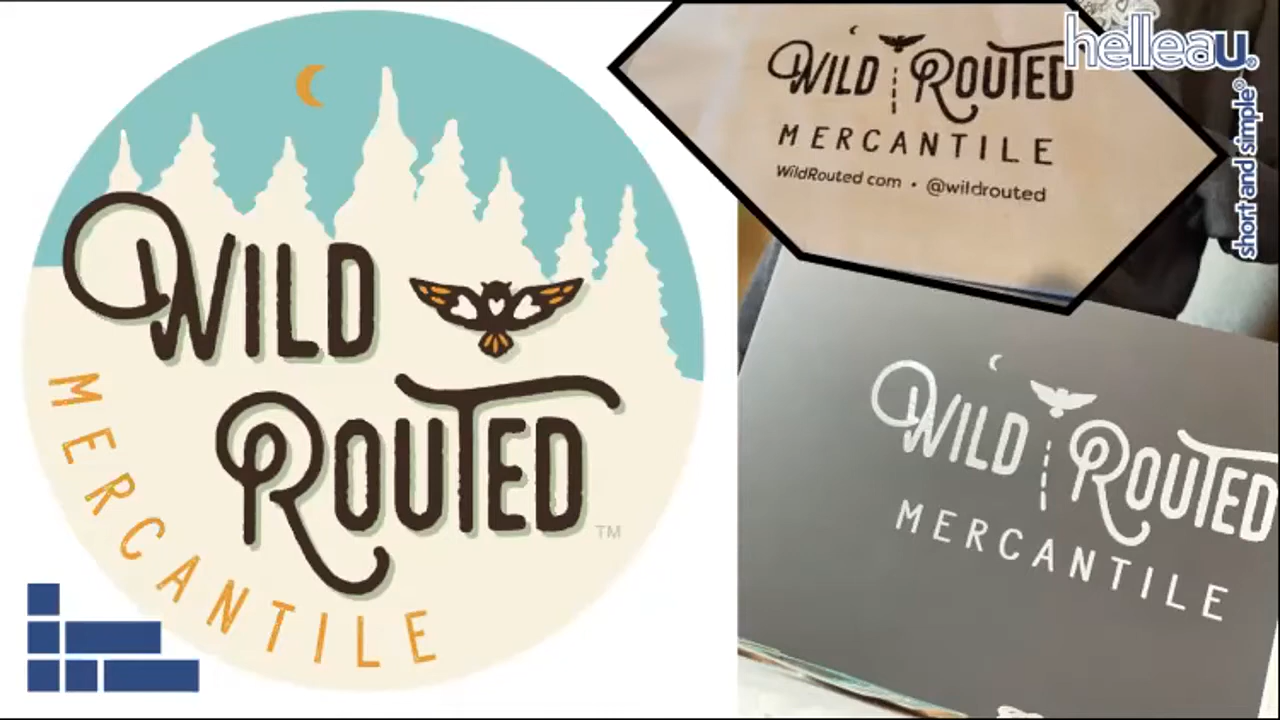 WILD
ROUTED
TM
MERCANTILE
WILD ROUTED
MERCANTILE
WildRouted com • @wildrouted
helleau®
short and simple®
WILD ROUTED
MERCANTILE